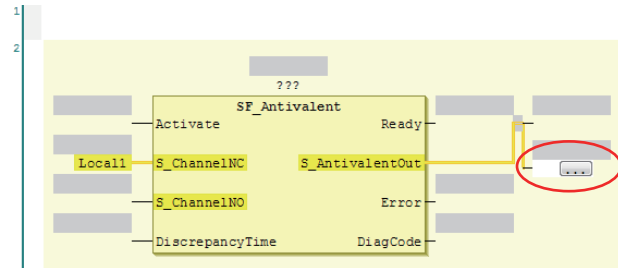 1
2
???
SF_Antivalent
Activate Ready
Local1 S_ChannelNC S_AntivalentOut ...
S_ChannelNO Error
DiscrepancyTime DiagCode